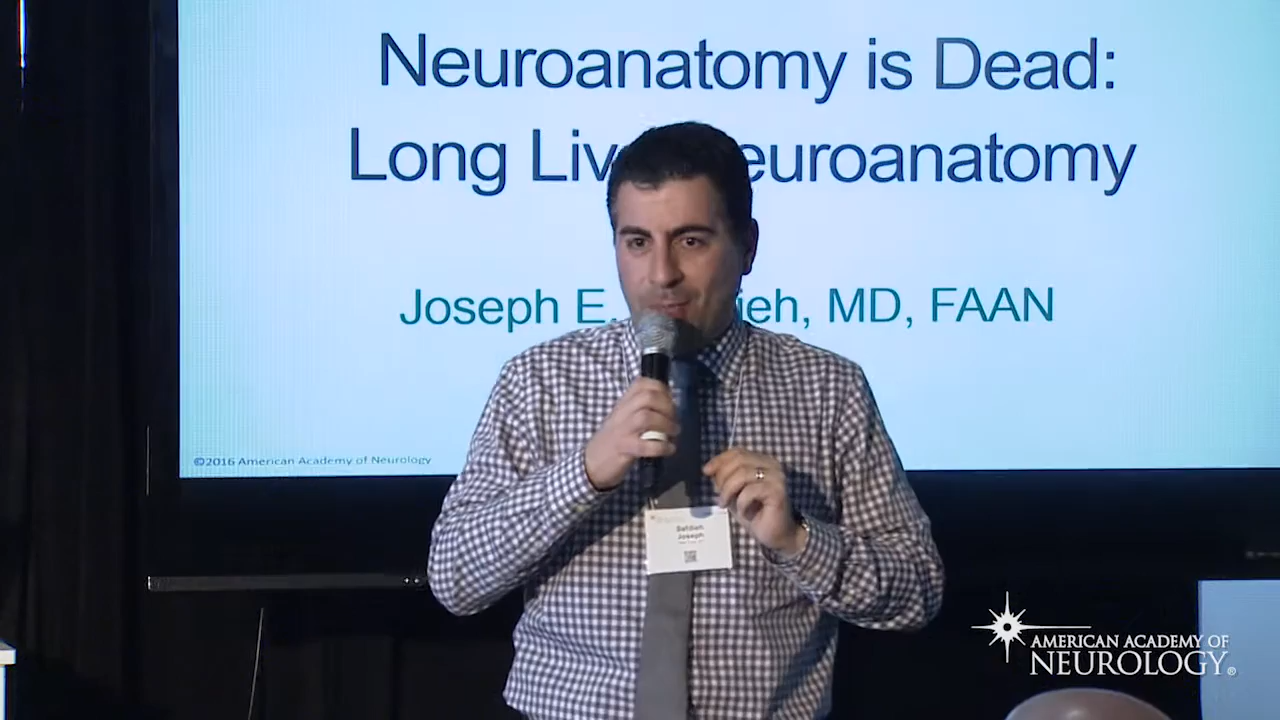 Neuroanatomy is Dead:
Long Liv euroanatomy
Joseph E. ieh, MD, FAAN
©2016 American Academy of Neurology
Safdieh
Joseph
AMERICAN ACADEMY OF
NEUROLOGY®